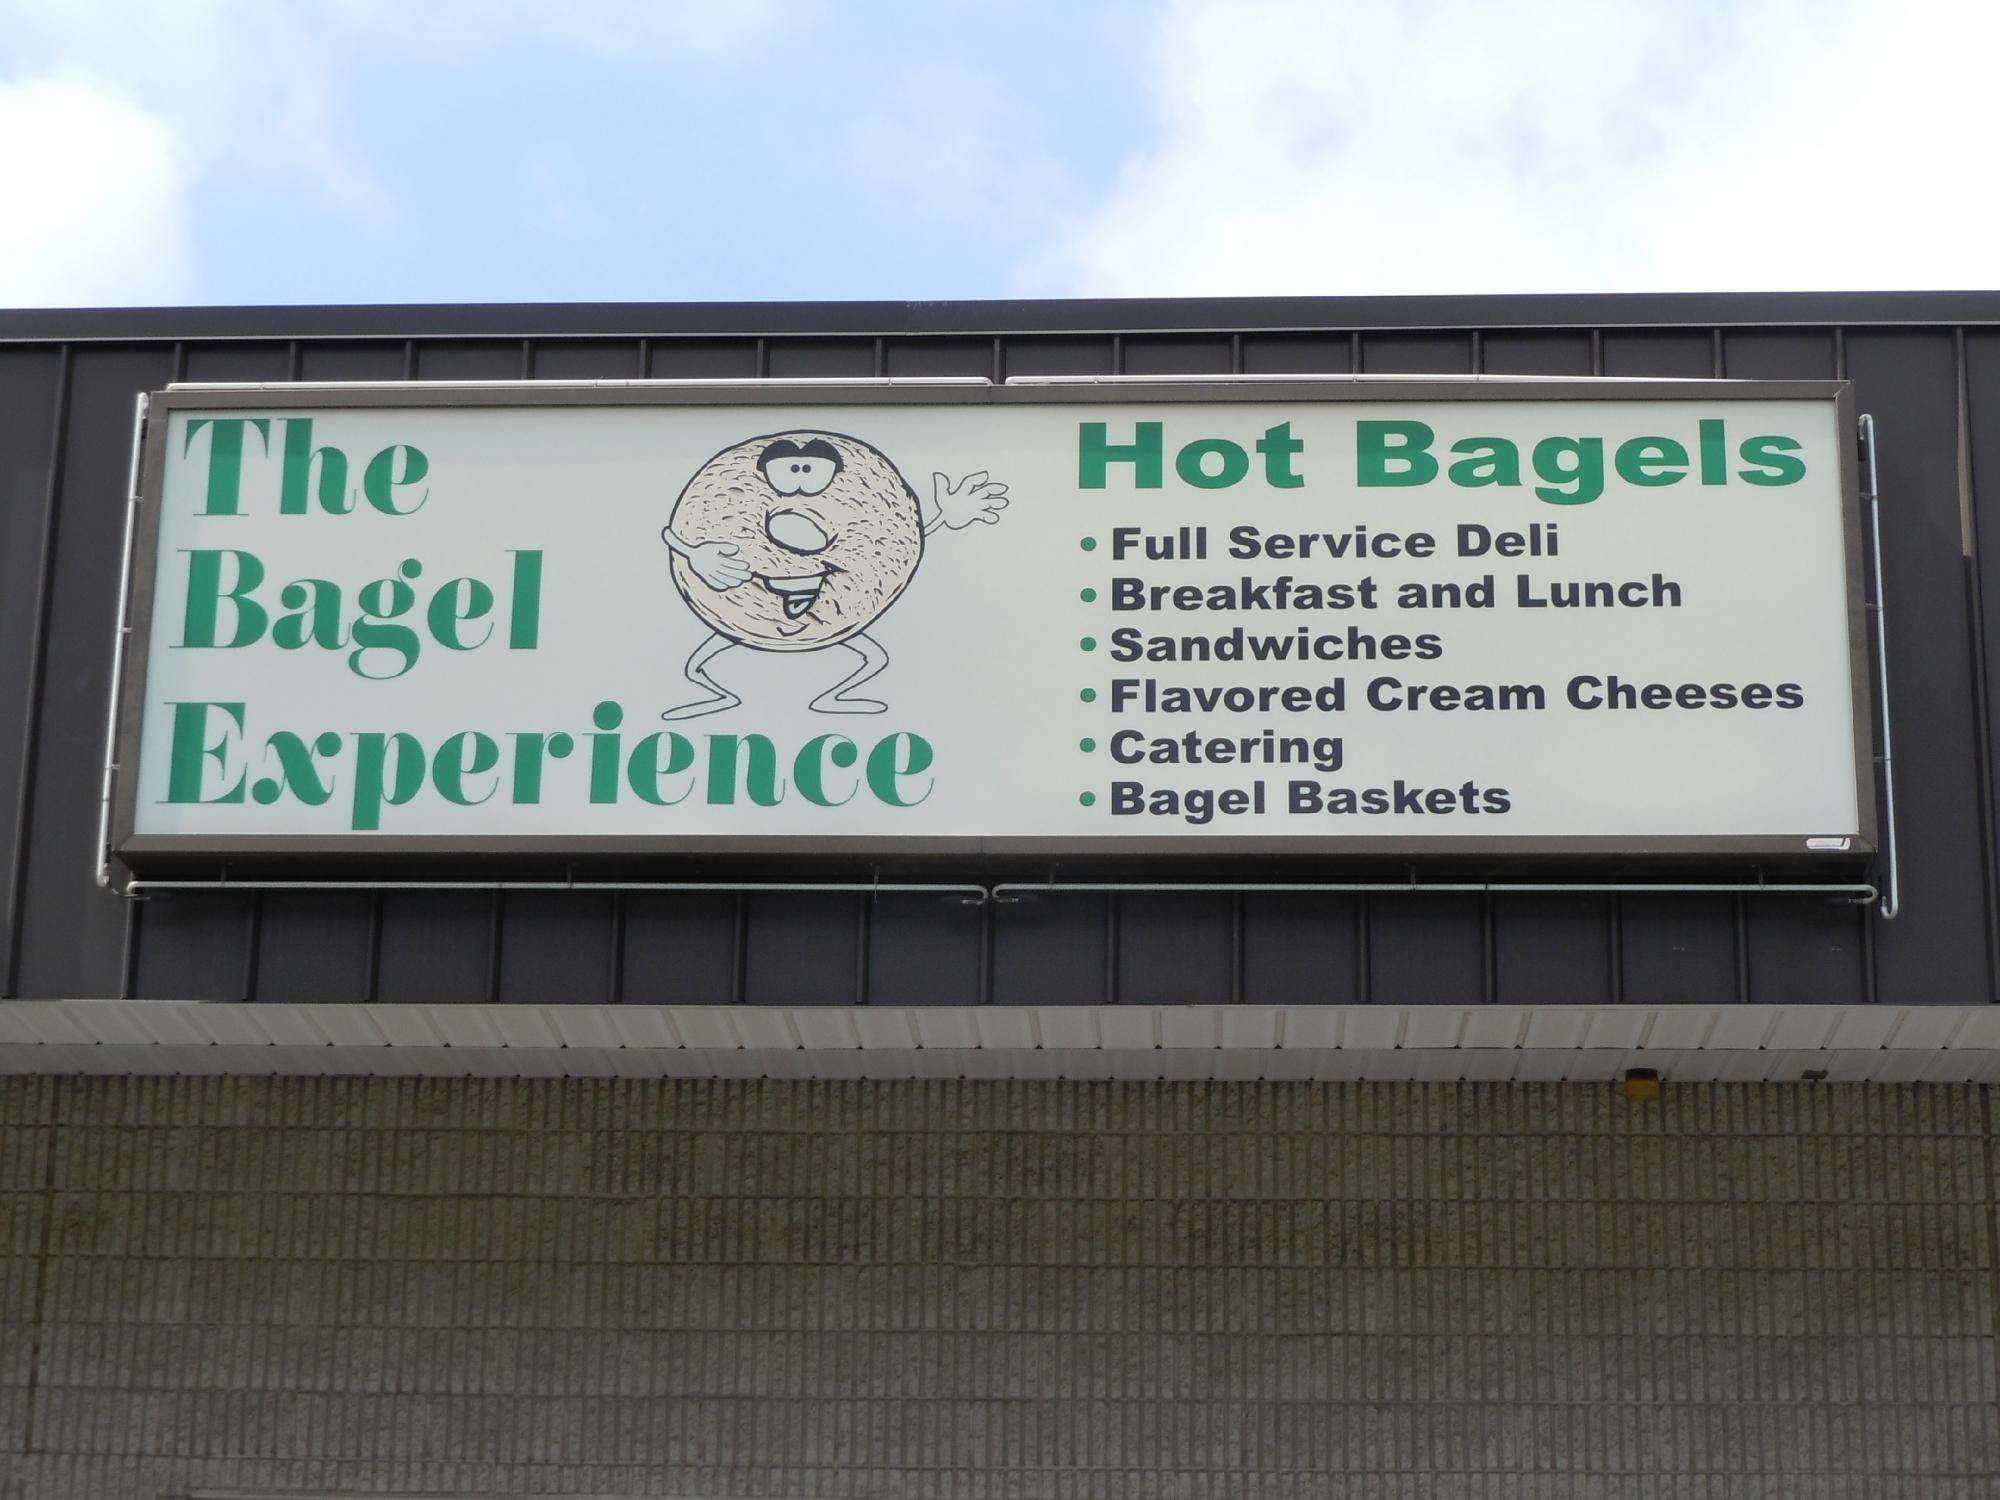 The
Bagel
Experience
Hot Bagels
• Full Service Deli
• Breakfast and Lunch
• Sandwiches
• Flavored Cream Cheeses
• Catering
• Bagel Baskets